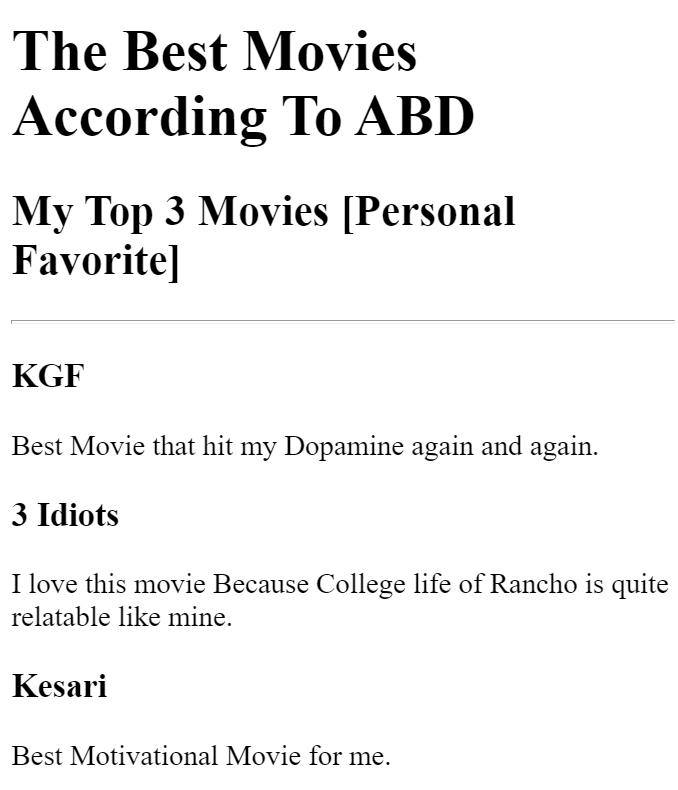 The Best Movies
According To ABD
My Top 3 Movies [Personal
Favorite]
KGF
Best Movie that hit my Dopamine again and again.
3 Idiots
I love this movie Because College life of Rancho is quite
relatable like mine.
Kesari
Best Motivational Movie for me.